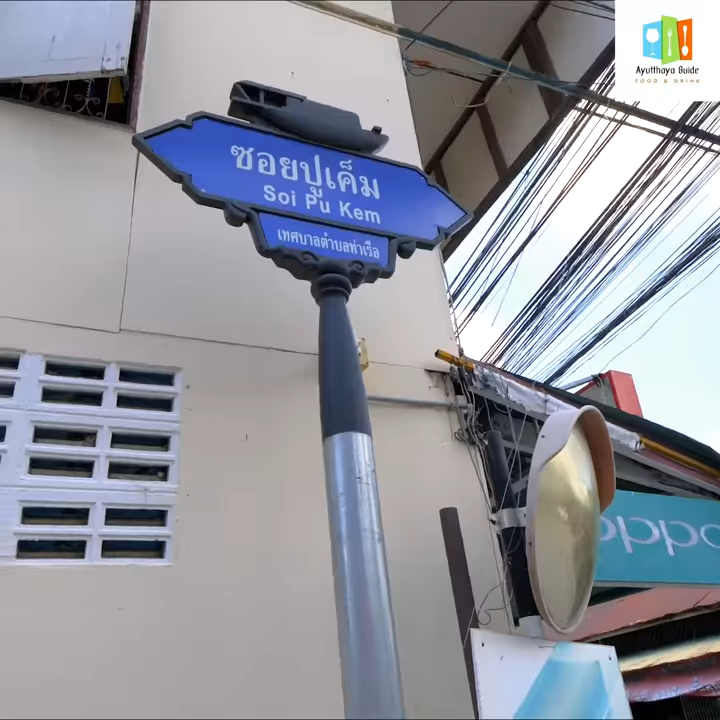 Ayutthaya Guide
FOOD & DRINK
ซอยปูเค็ม
Soi Pu Kem
เทศบาลตำบลท่าเรือ
oppo